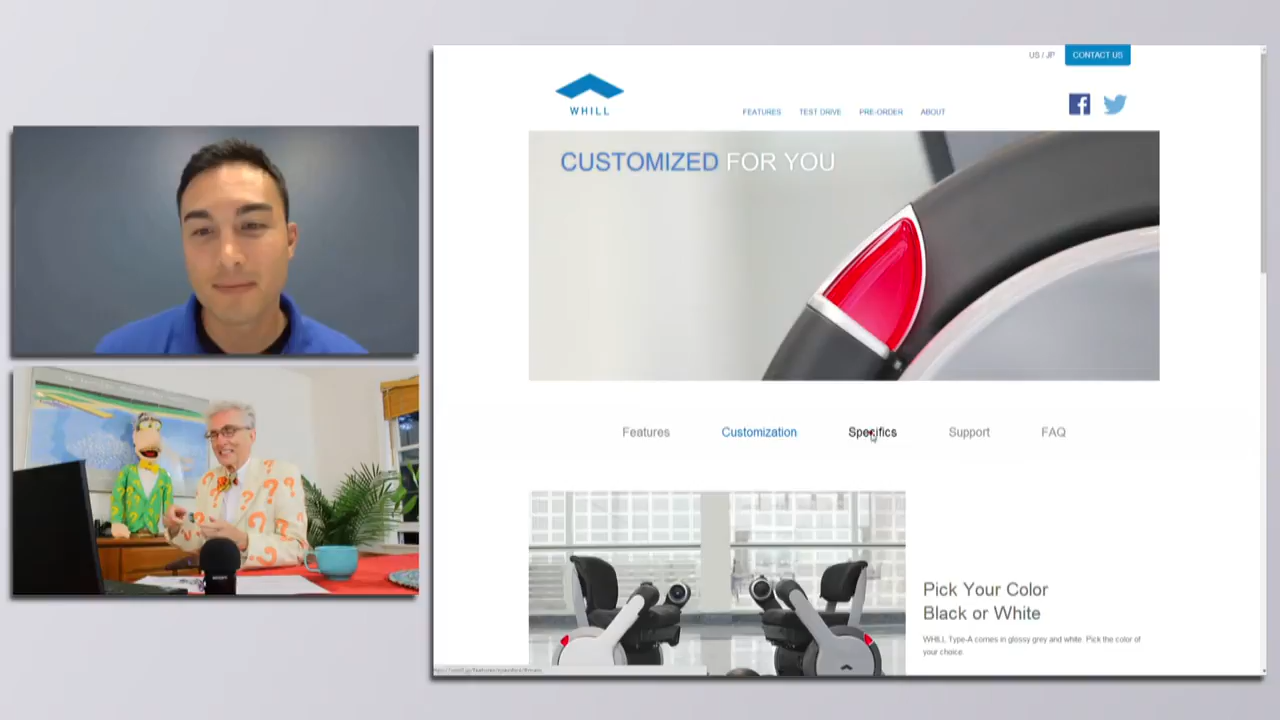 US / JP
CONTACT US
WHILL
FEATURES
TEST DRIVE
PRE-ORDER
ABOUT
CUSTOMIZED FOR YOU
Features
Customization
Specifics
Support
FAQ
Pick Your Color
Black or White
WHILL Type-A comes in glossy grey and white. Pick the color of
your choice.